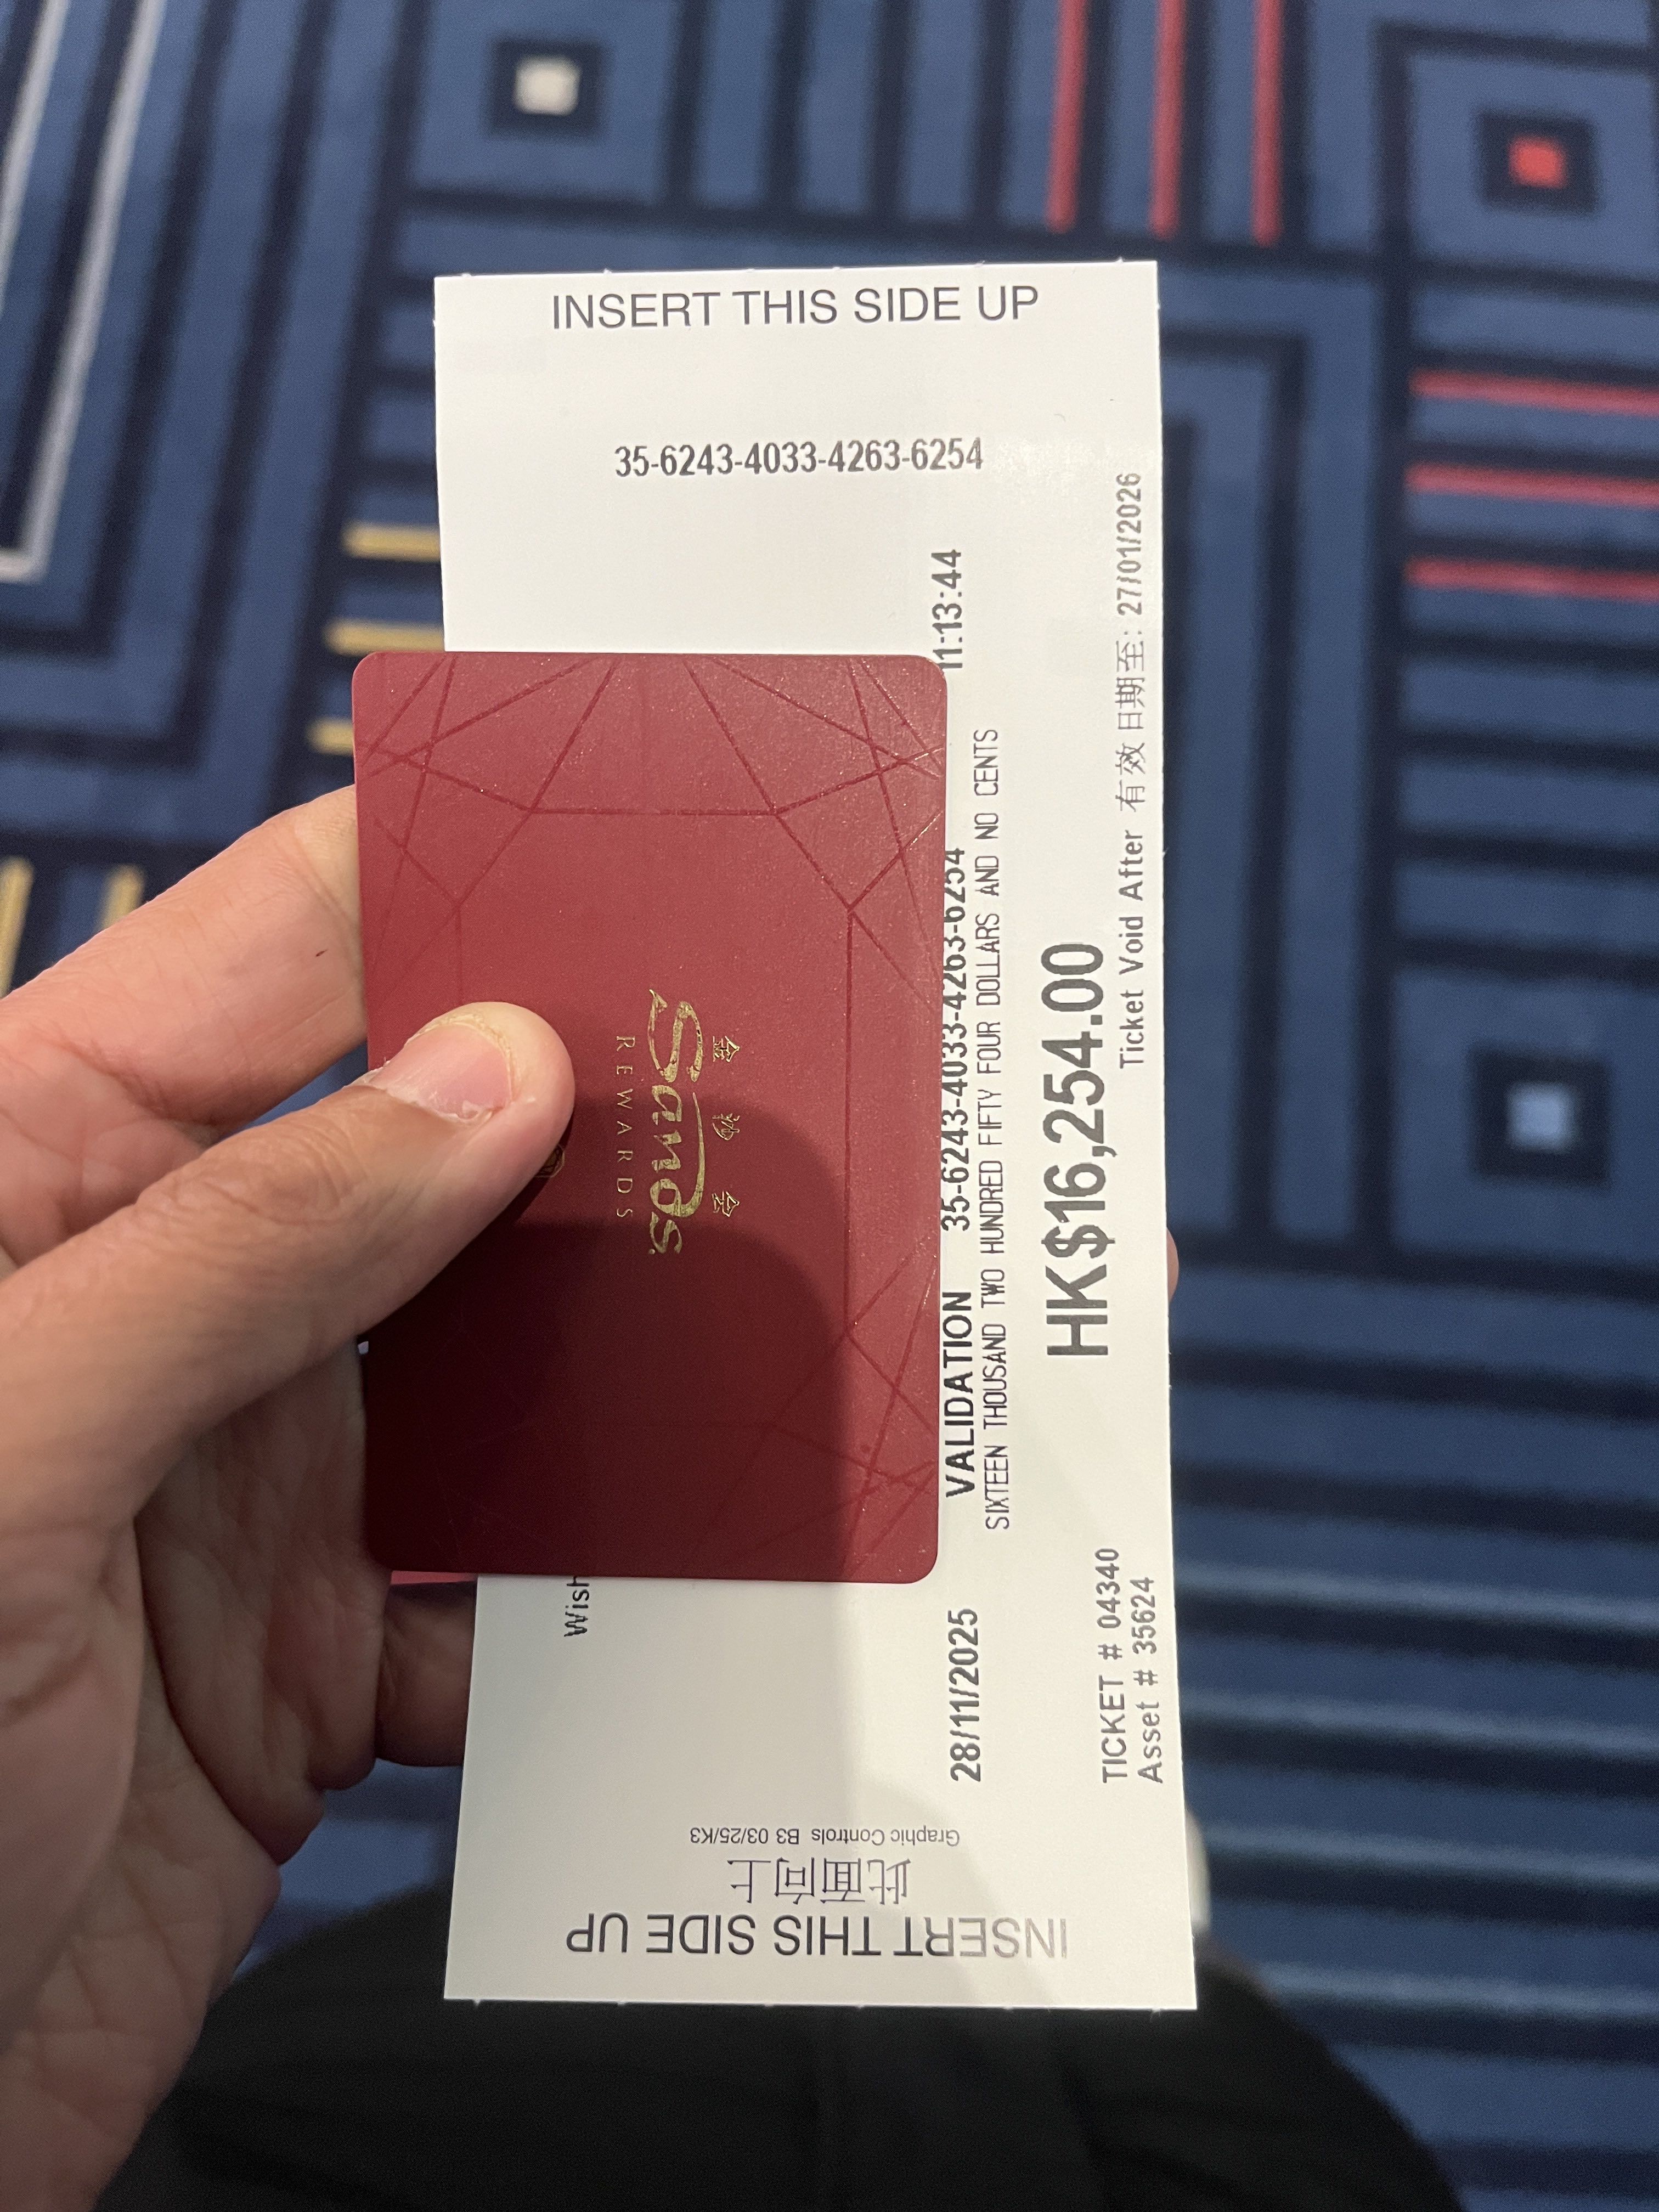 INSERT THIS SIDE UP
35-6243-4033-4263-6254
28/11/2025 11:13:44
VALIDATION 35-6243-4033-4263-6254
SIXTEEN THOUSAND TWO HUNDRED FIFTY FOUR DOLLARS AND NO CENTS
HK$16,254.00
Ticket Void After 有效日期至: 27/01/2026
TICKET # 04340
Asset # 35624
金沙會
Sands
REWARDS
Graphic Controls B3 03/25/K3
此面向上
INSERT THIS SIDE UP